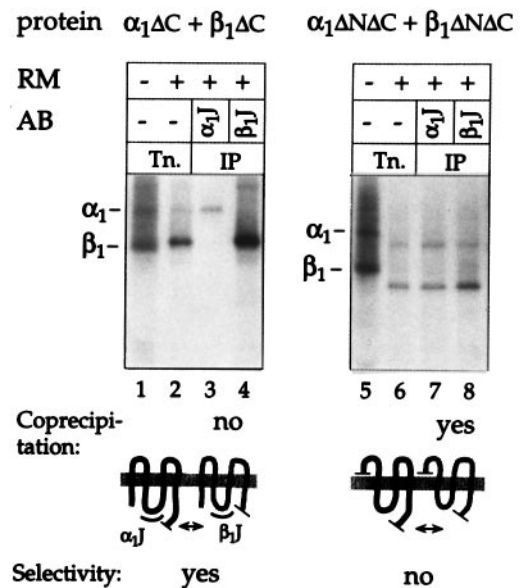 protein α₁ΔC + β₁ΔC α₁ΔNΔC + β₁ΔNΔC
RM - + + + - + + +
AB - - α₁J β₁J - - α₁J β₁J
Tn. IP Tn. IP
α₁-
β₁-
α₁-
β₁-
1 2 3 4 5 6 7 8
Coprecipi-
tation: no yes
α₁J β₁J
Selectivity: yes no